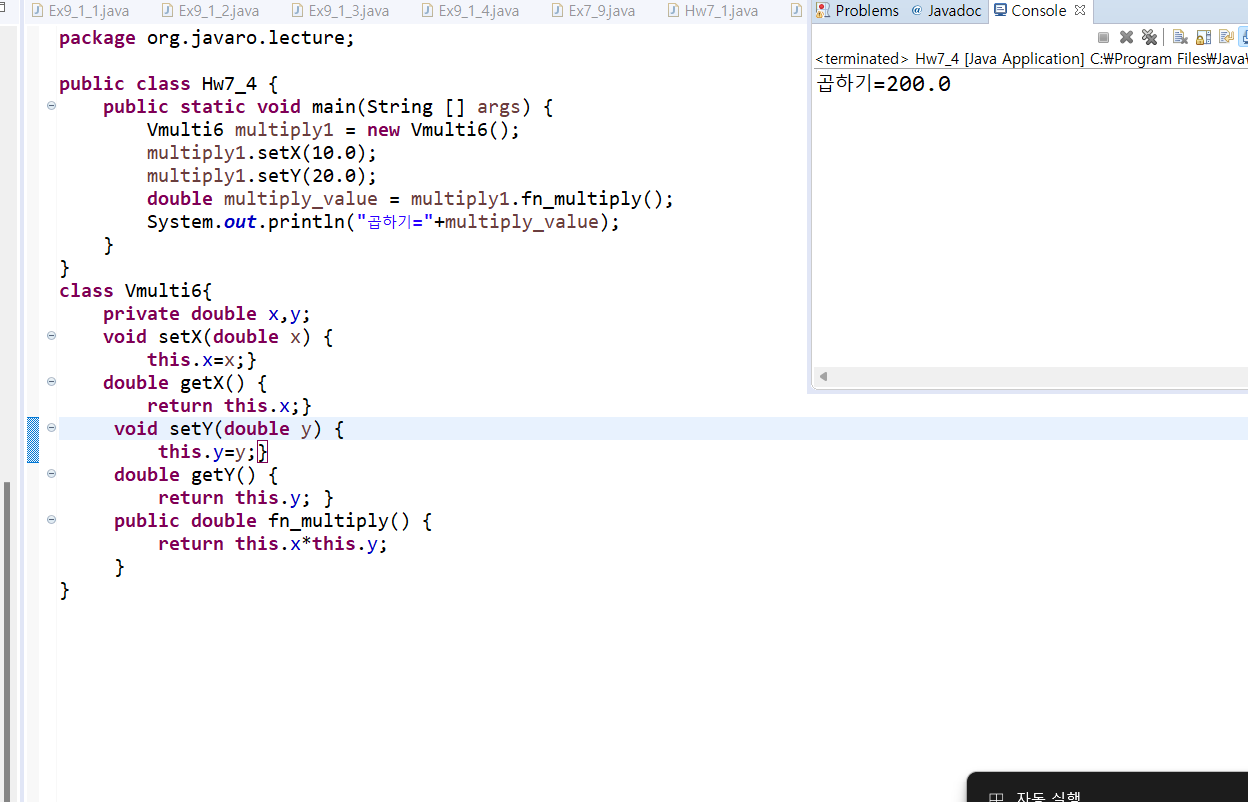 Ex9_1_1.java Ex9_1_2.java Ex9_1_3.java Ex9_1_4.java Ex7_9.java Hw7_1.java
Problems @ Javadoc Console
<terminated> Hw7_4 [Java Application] C:₩Program Files₩Java₩
곱하기=200.0
package org.javaro.lecture;
public class Hw7_4 {
public static void main(String [] args) {
Vmulti6 multiply1 = new Vmulti6();
multiply1.setX(10.0);
multiply1.setY(20.0);
double multiply_value = multiply1.fn_multiply();
System.out.println("곱하기="+multiply_value);
}
}
class Vmulti6{
private double x,y;
void setX(double x) {
this.x=x;}
double getX() {
return this.x;}
void setY(double y) {
this.y=y;}
double getY() {
return this.y; }
public double fn_multiply() {
return this.x*this.y;
}
}
자동 실행